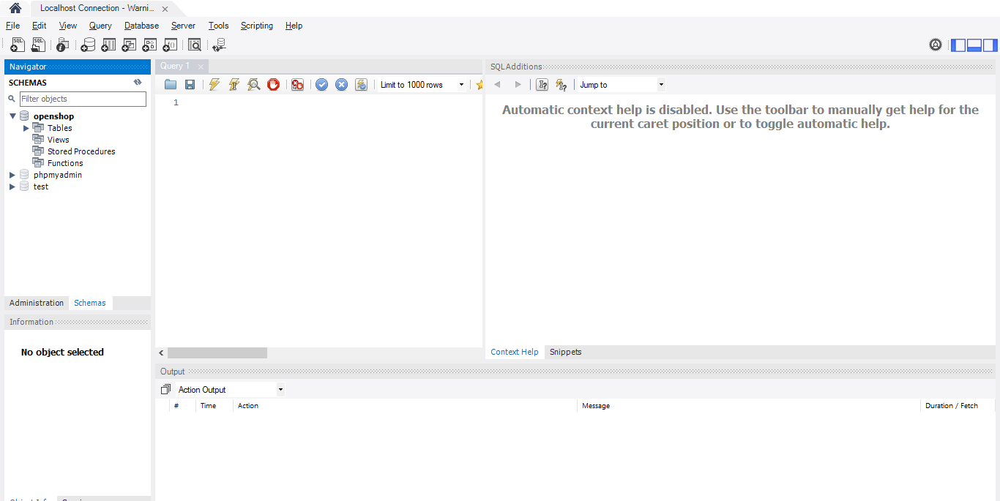 Localhost Connection - Warni...
File Edit View Query Database Server Tools Scripting Help
Navigator
SCHEMAS
Filter objects
openshop
Tables
Views
Stored Procedures
Functions
phpmyadmin
test
Administration Schemas
Information
No object selected
Query 1
Limit to 1000 rows
1
SQLAdditions
Jump to
Automatic context help is disabled. Use the toolbar to manually get help for the
current caret position or to toggle automatic help.
Context Help Snippets
Output
Action Output
# Time Action Message Duration / Fetch